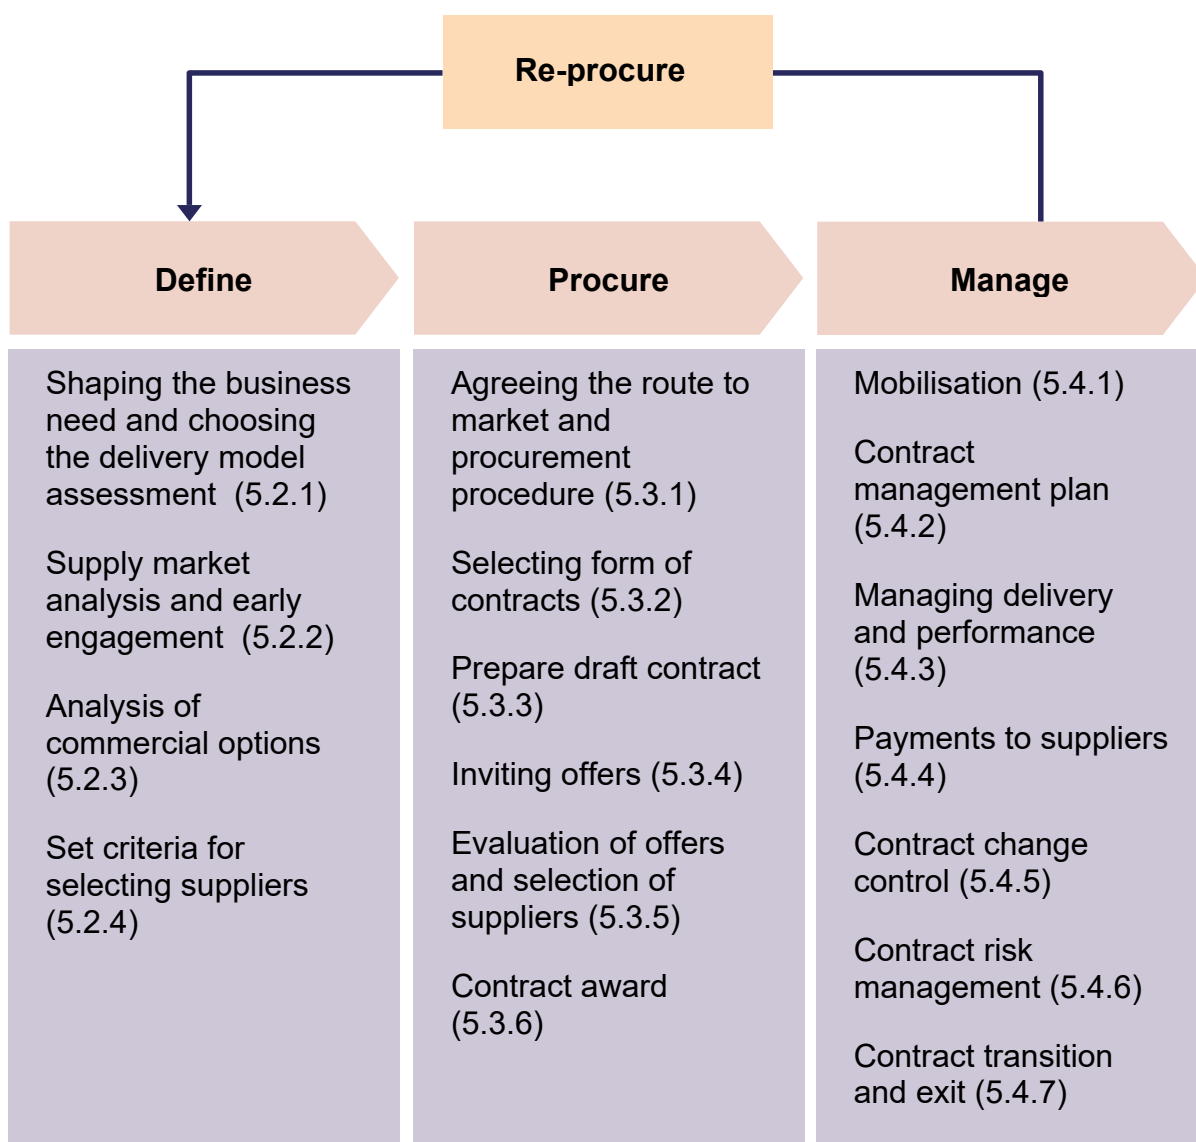 Re-procure
Define
Procure
Manage
Shaping the business
need and choosing
the delivery model
assessment  (5.2.1)
Supply market
analysis and early
engagement  (5.2.2)
Analysis of
commercial options
(5.2.3)
Set criteria for
selecting suppliers
(5.2.4)
Agreeing the route to
market and
procurement
procedure (5.3.1)
Selecting form of
contracts (5.3.2)
Prepare draft contract
(5.3.3)
Inviting offers (5.3.4)
Evaluation of offers
and selection of
suppliers (5.3.5)
Contract award
(5.3.6)
Mobilisation (5.4.1)
Contract
management plan
(5.4.2)
Managing delivery
and performance
(5.4.3)
Payments to suppliers
(5.4.4)
Contract change
control (5.4.5)
Contract risk
management (5.4.6)
Contract transition
and exit (5.4.7)